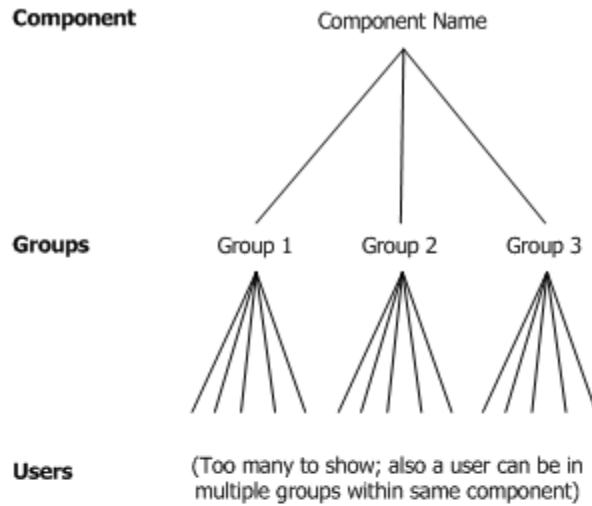 Component
Component Name
Groups
Group 1
Group 2
Group 3
Users
(Too many to show; also a user can be in
multiple groups within same component)